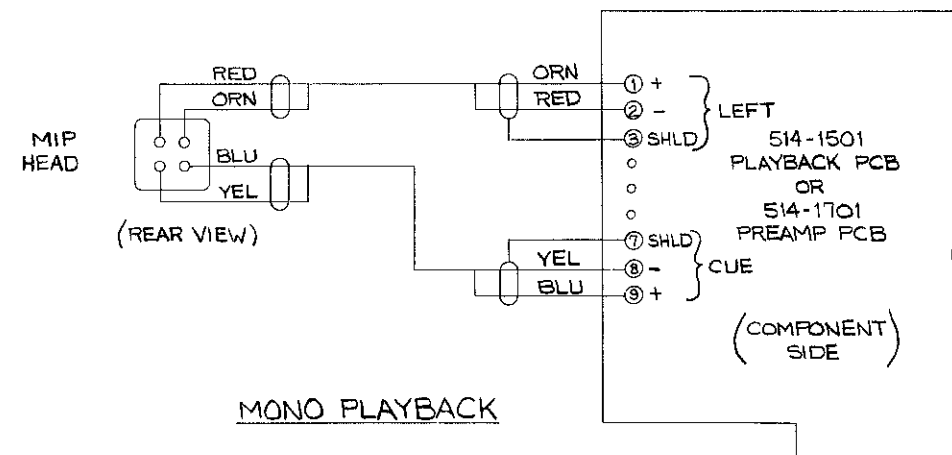 RED
ORN
MIP
HEAD
BLU
YEL
(REAR VIEW)
ORN
RED
① +
② -
③ SHLD
LEFT
YEL
BLU
⑦ SHLD
⑧ -
⑨ +
CUE
514-1501
PLAYBACK PCB
OR
514-1701
PREAMP PCB
(COMPONENT
SIDE)
MONO PLAYBACK